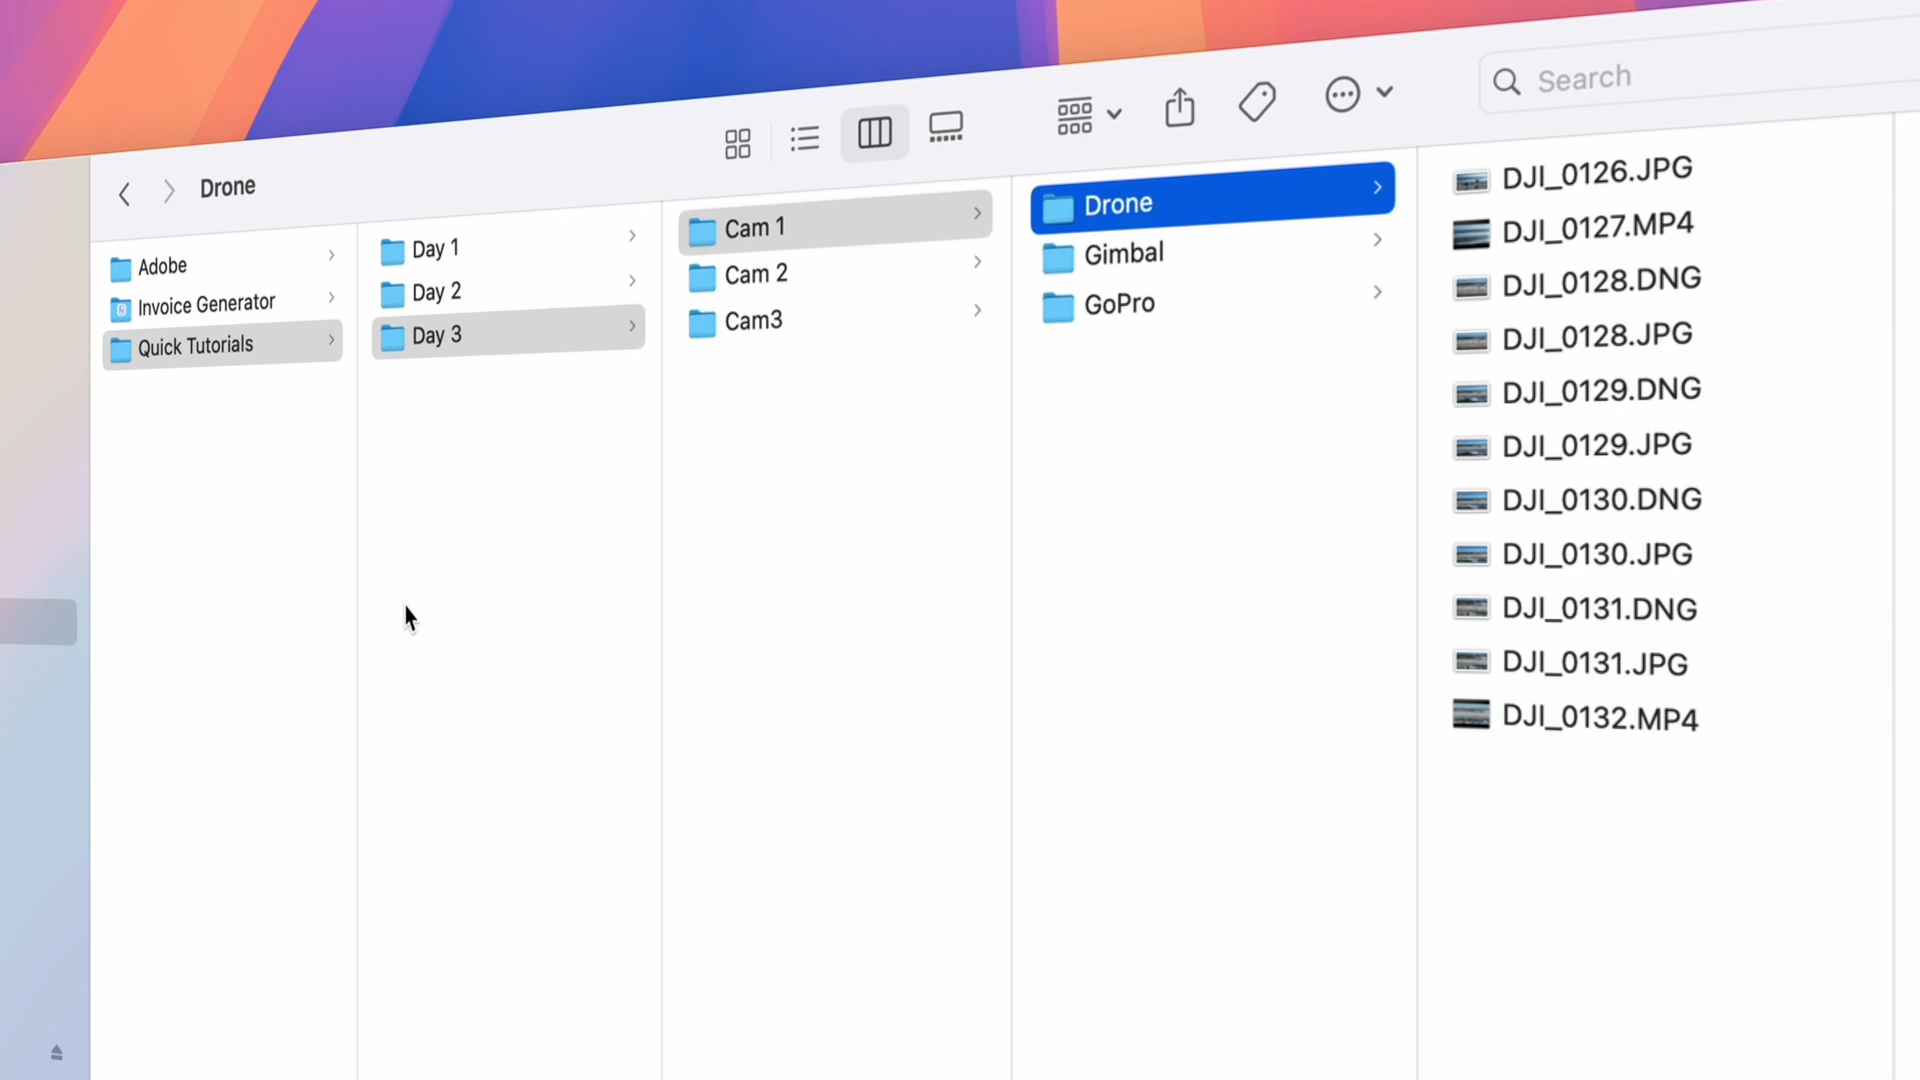 Search
Drone
Adobe
Invoice Generator
Quick Tutorials
Day 1
Day 2
Day 3
Cam 1
Cam 2
Cam3
Drone
Gimbal
GoPro
DJI_0126.JPG
DJI_0127.MP4
DJI_0128.DNG
DJI_0128.JPG
DJI_0129.DNG
DJI_0129.JPG
DJI_0130.DNG
DJI_0130.JPG
DJI_0131.DNG
DJI_0131.JPG
DJI_0132.MP4